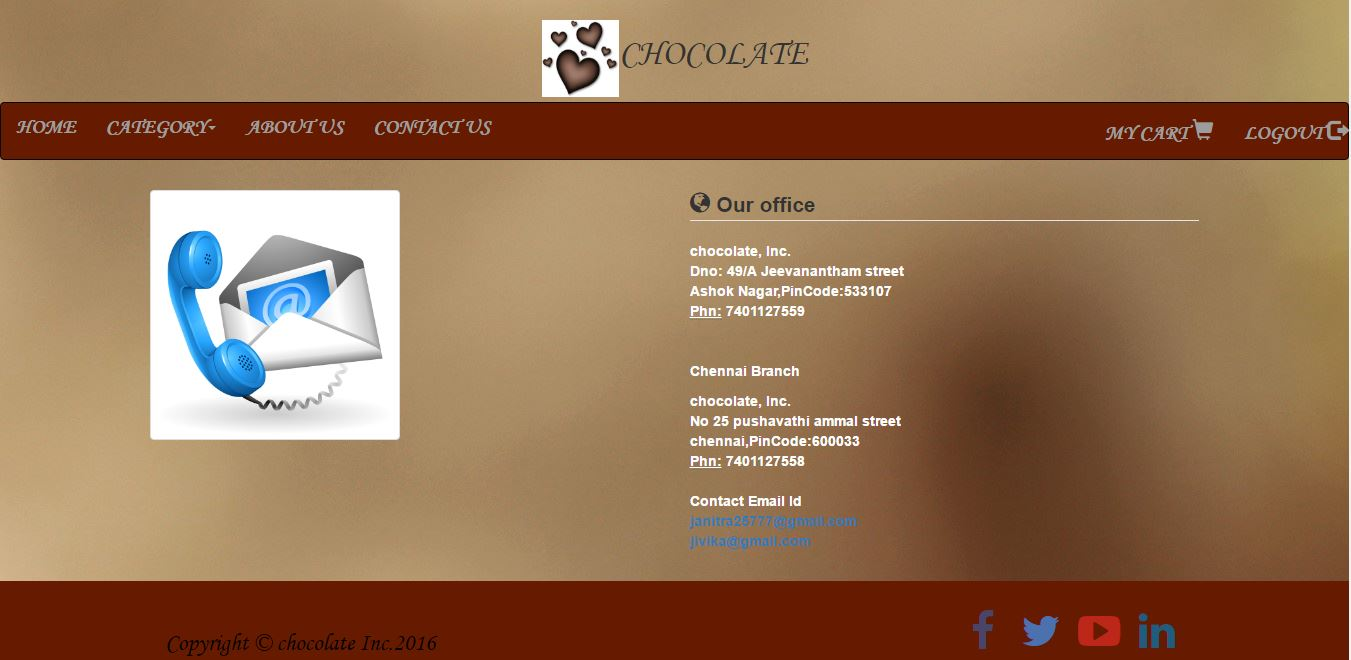 CHOCOLATE
HOME CATEGORY ABOUT US CONTACT US MY CART LOGOUT
@
Our office
chocolate, Inc.
Dno: 49/A Jeevanantham street
Ashok Nagar,PinCode:533107
Phn: 7401127559
Chennai Branch
chocolate, Inc.
No 25 pushavathi ammal street
chennai,PinCode:600033
Phn: 7401127558
Contact Email Id
janitra25777@gmail.com
jivika@gmail.com
Copyright © chocolate Inc.2016